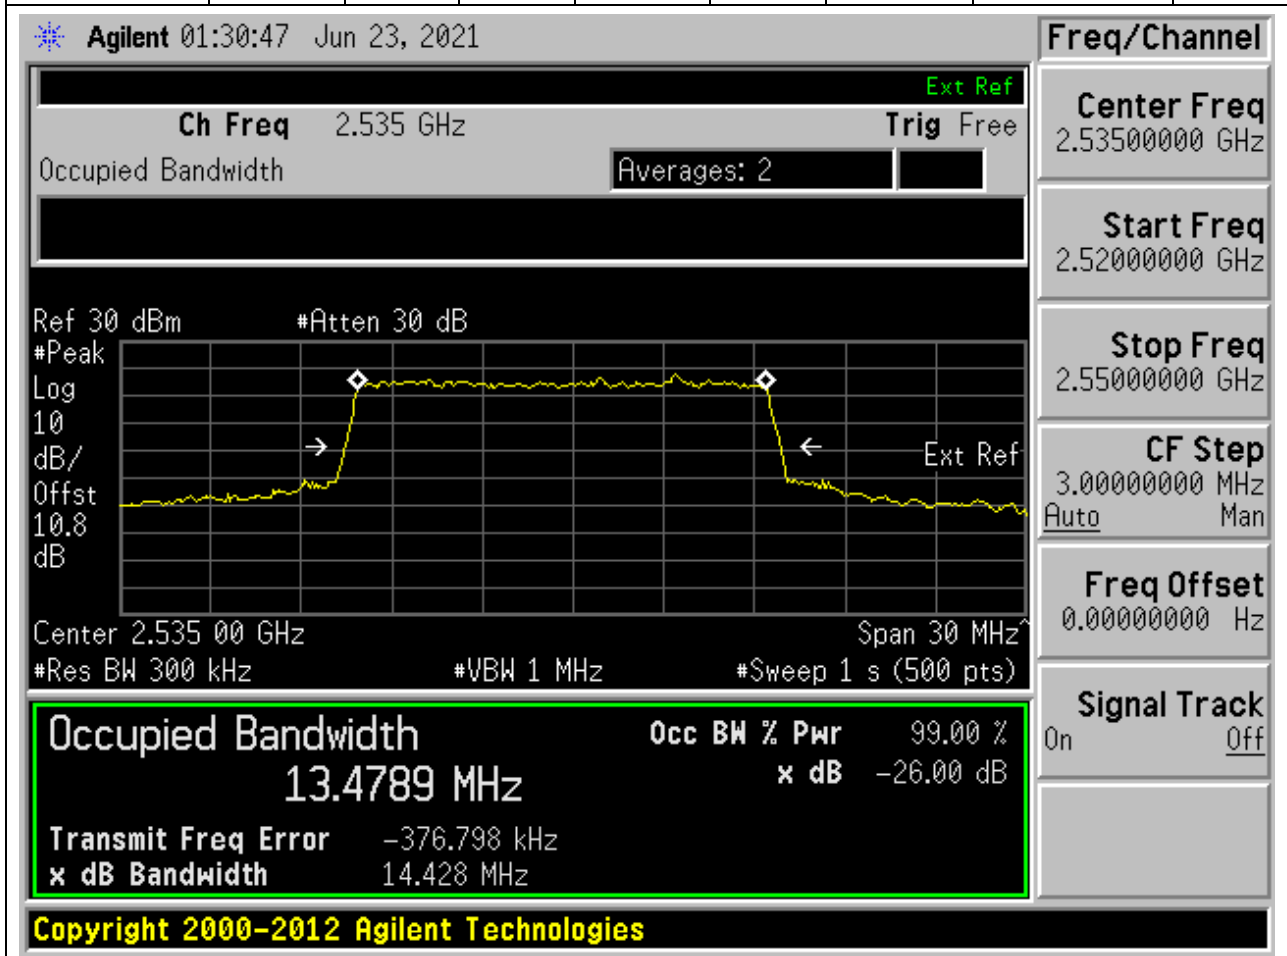 Agilent 01:30:47 Jun 23, 2021
Freq/Channel
Ext Ref
Ch Freq 2.535 GHz Trig Free
Occupied Bandwidth Averages: 2
Ref 30 dBm #Atten 30 dB
#Peak
Log
10
dB/
Offst
10.8
dB
Ext Ref
Center 2.535 00 GHz Span 30 MHz^
#Res BW 300 kHz #VBW 1 MHz #Sweep 1 s (500 pts)
Occupied Bandwidth
13.4789 MHz
Occ BW % Pwr 99.00 %
x dB -26.00 dB
Transmit Freq Error -376.798 kHz
x dB Bandwidth 14.428 MHz
Copyright 2000-2012 Agilent Technologies
Center Freq
2.53500000 GHz
Start Freq
2.52000000 GHz
Stop Freq
2.55000000 GHz
CF Step
3.00000000 MHz
Auto Man
Freq Offset
0.00000000 Hz
Signal Track
On Off